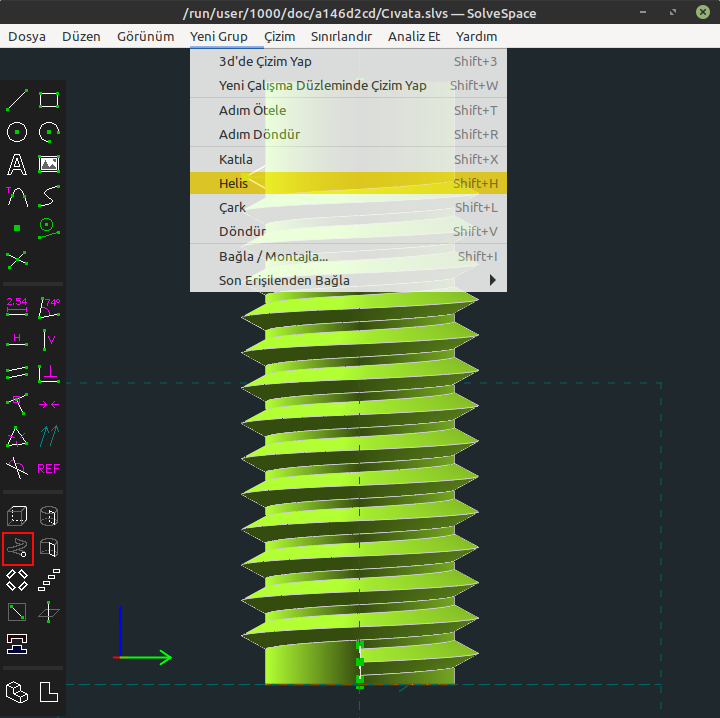 /run/user/1000/doc/a146d2cd/Cıvata.slvs — SolveSpace
Dosya Düzen Görünüm Yeni Grup Çizim Sınırlandır Analiz Et Yardım
3d'de Çizim Yap Shift+3
Yeni Çalışma Düzleminde Çizim Yap Shift+W
Adım Ötele Shift+T
Adım Döndür Shift+R
Katıla Shift+X
Helis Shift+H
Çark Shift+L
Döndür Shift+V
Bağla / Montajla... Shift+I
Son Erişilenden Bağla
A
T
2.54 74°
H V
REF